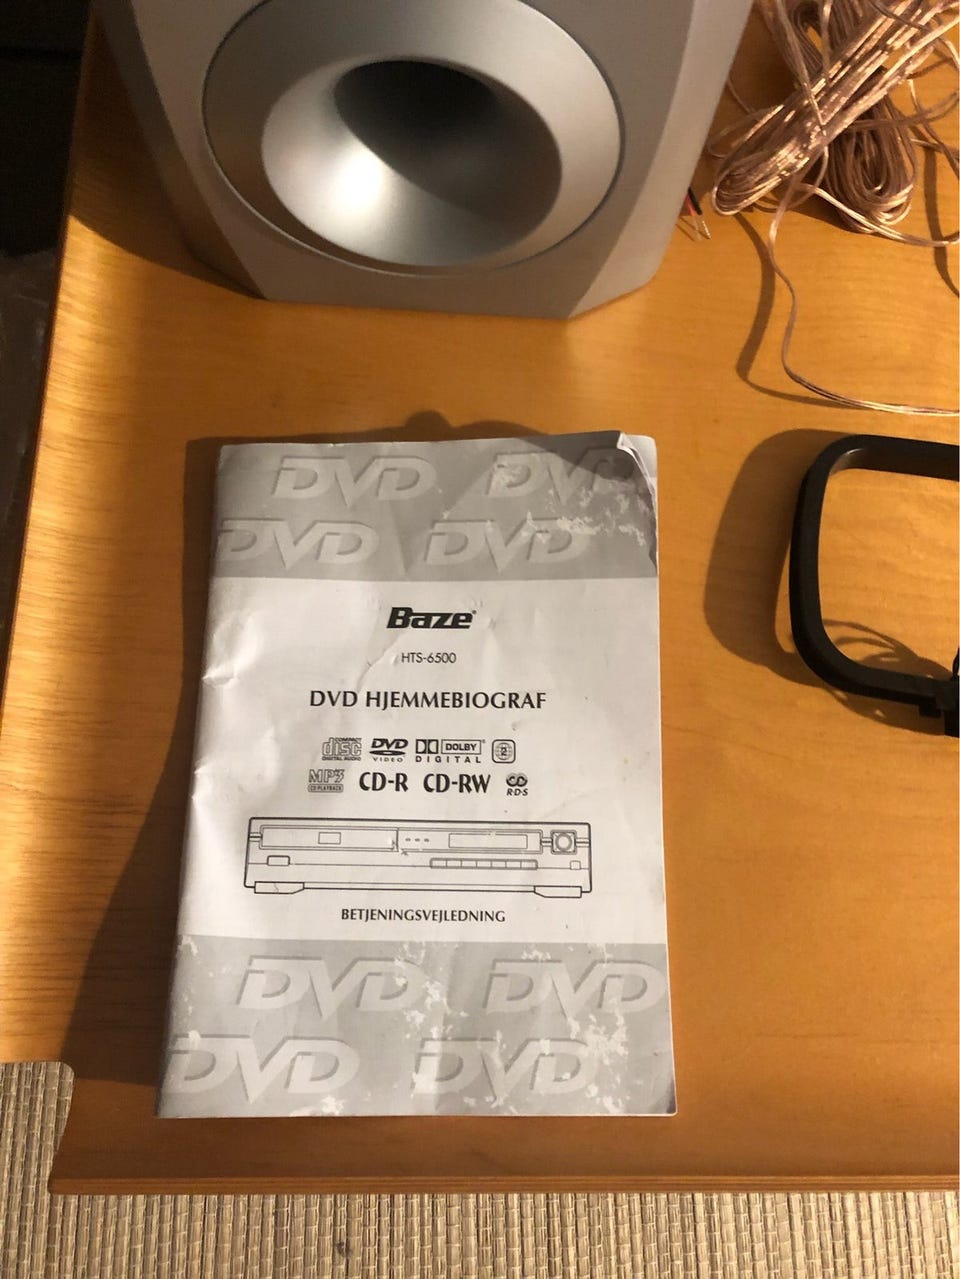 DVD DVD
DVD DVD
Baze
HTS-6500
DVD HJEMMEBIOGRAF
COMPACT disc DIGITAL AUDIO DVD VIDEO DOLBY DIGITAL 2
MP3 CD PLAYBACK CD-R CD-RW R·D·S
BETJENINGSVEJLEDNING
DVD DVD
DVD DVD